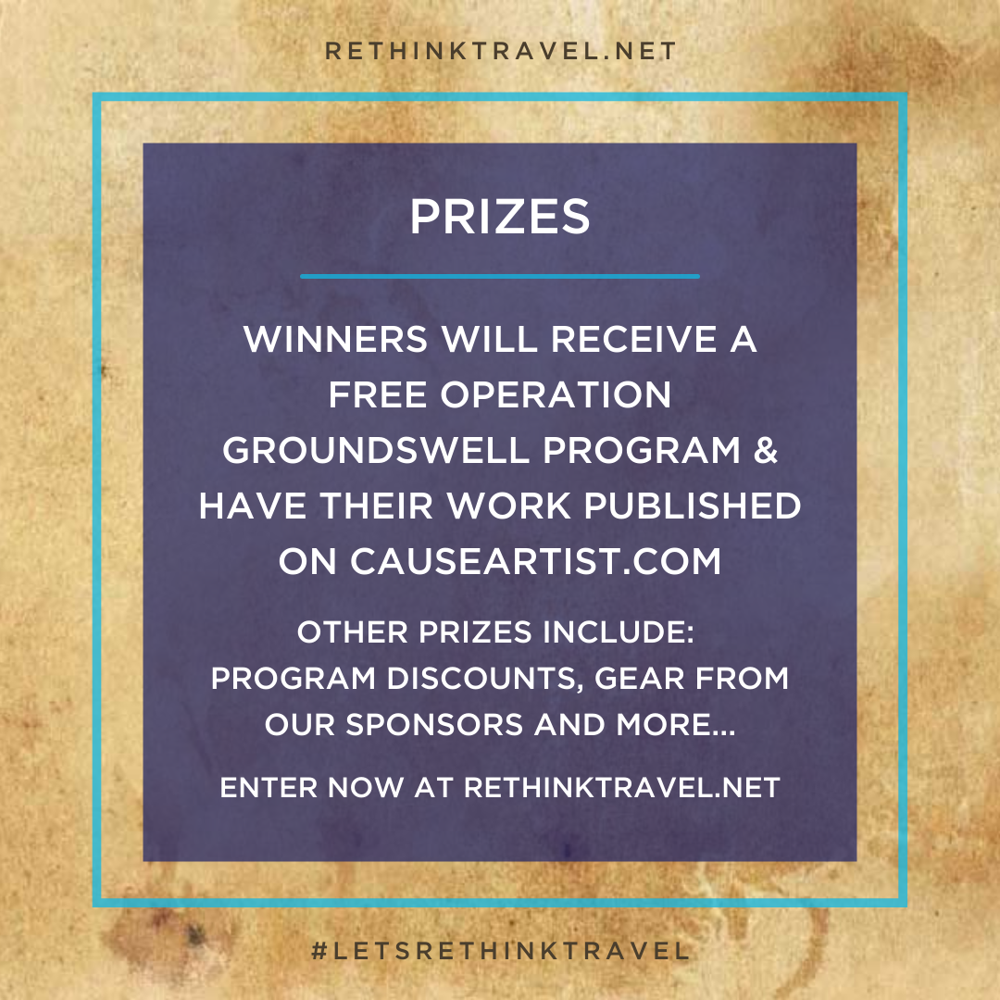 RETHINKTRAVEL.NET
PRIZES
WINNERS WILL RECEIVE A
FREE OPERATION
GROUNDSWELL PROGRAM &
HAVE THEIR WORK PUBLISHED
ON CAUSEARTIST.COM
OTHER PRIZES INCLUDE:
PROGRAM DISCOUNTS, GEAR FROM
OUR SPONSORS AND MORE...
ENTER NOW AT RETHINKTRAVEL.NET
#LETSRETHINKTRAVEL